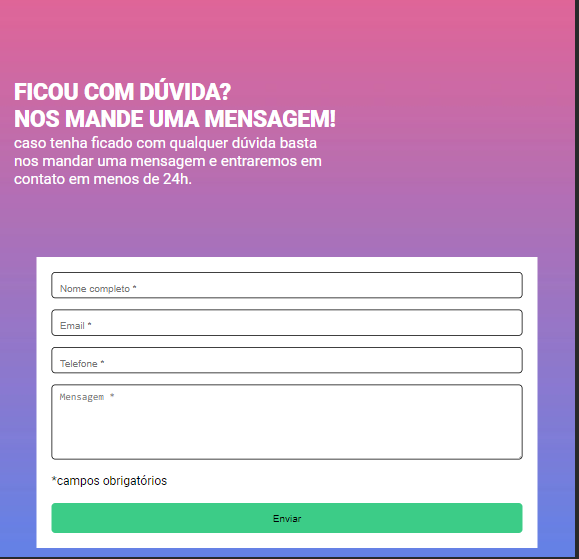 FICOU COM DÚVIDA?
NOS MANDE UMA MENSAGEM!
caso tenha ficado com qualquer dúvida basta
nos mandar uma mensagem e entraremos em
contato em menos de 24h.
Nome completo *
Email *
Telefone *
Mensagem *
*campos obrigatórios
Enviar